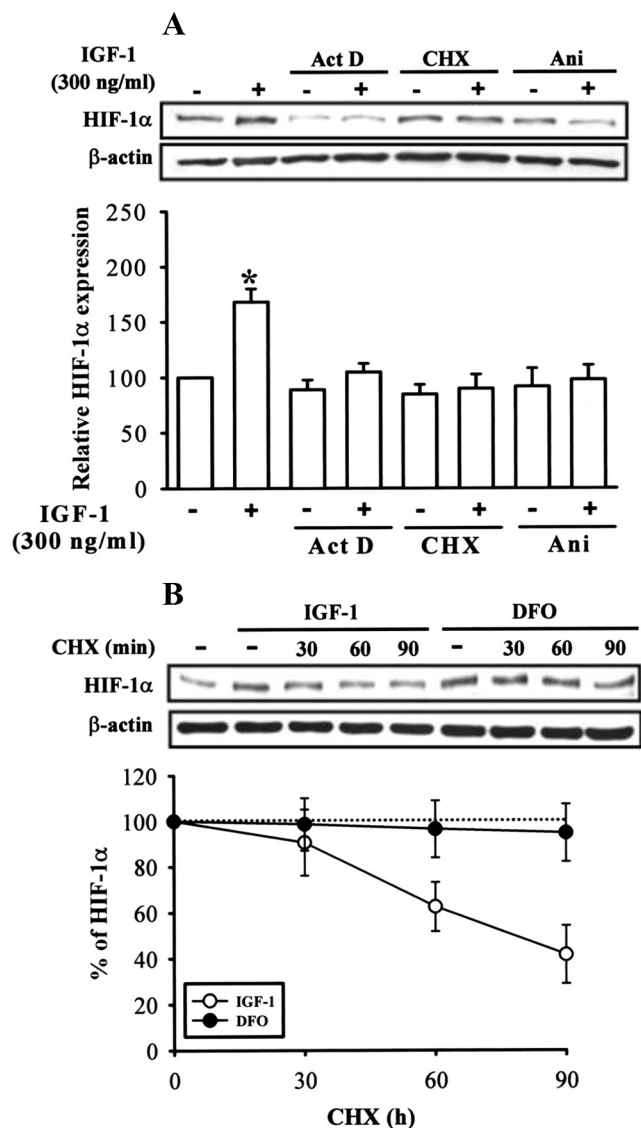 A
IGF-1 Act D CHX Ani
(300 ng/ml) - + - + - + - +
HIF-1α
β-actin
250
200
150
100
50
0
Relative HIF-1α expression
*
IGF-1 - + - + - + - +
(300 ng/ml) Act D CHX Ani
B
IGF-1 DFO
CHX (min) - - 30 60 90 - 30 60 90
HIF-1α
β-actin
120
100
80
60
40
20
0
% of HIF-1α
IGF-1
DFO
0 30 60 90
CHX (h)